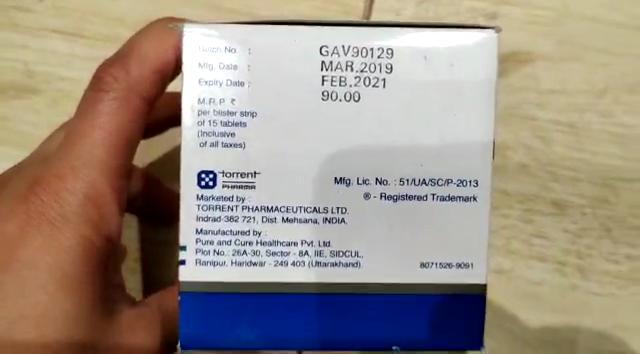 Batch No. : GAV90129
Mfg. Date : MAR.2019
Expiry Date : FEB.2021
M.R.P. ₹ 90.00
per blister strip
of 15 tablets
(Inclusive
of all taxes)
torrent
PHARMA
Mfg. Lic. No. : 51/UA/SC/P-2013
® - Registered Trademark
Marketed by :
TORRENT PHARMACEUTICALS LTD.
Indrad-382 721, Dist. Mehsana, INDIA.
Manufactured by :
Pure and Cure Healthcare Pvt. Ltd.
Plot No.: 26A-30, Sector - 8A, IIE, SIDCUL,
Ranipur, Haridwar - 249 403 (Uttarakhand)
8071526-9091